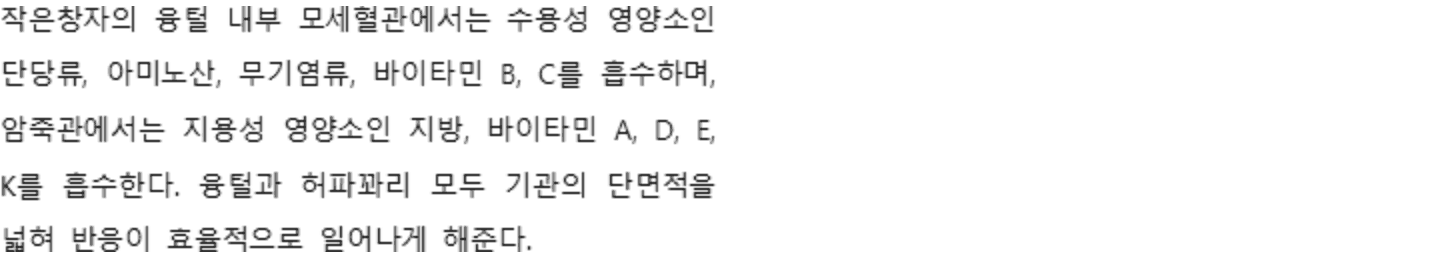 작은창자의 융털 내부 모세혈관에서는 수용성 영양소인
단당류, 아미노산, 무기염류, 바이타민 B, C를 흡수하며,
암죽관에서는 지용성 영양소인 지방, 바이타민 A, D, E,
K를 흡수한다. 융털과 허파꽈리 모두 기관의 단면적을
넓혀 반응이 효율적으로 일어나게 해준다.